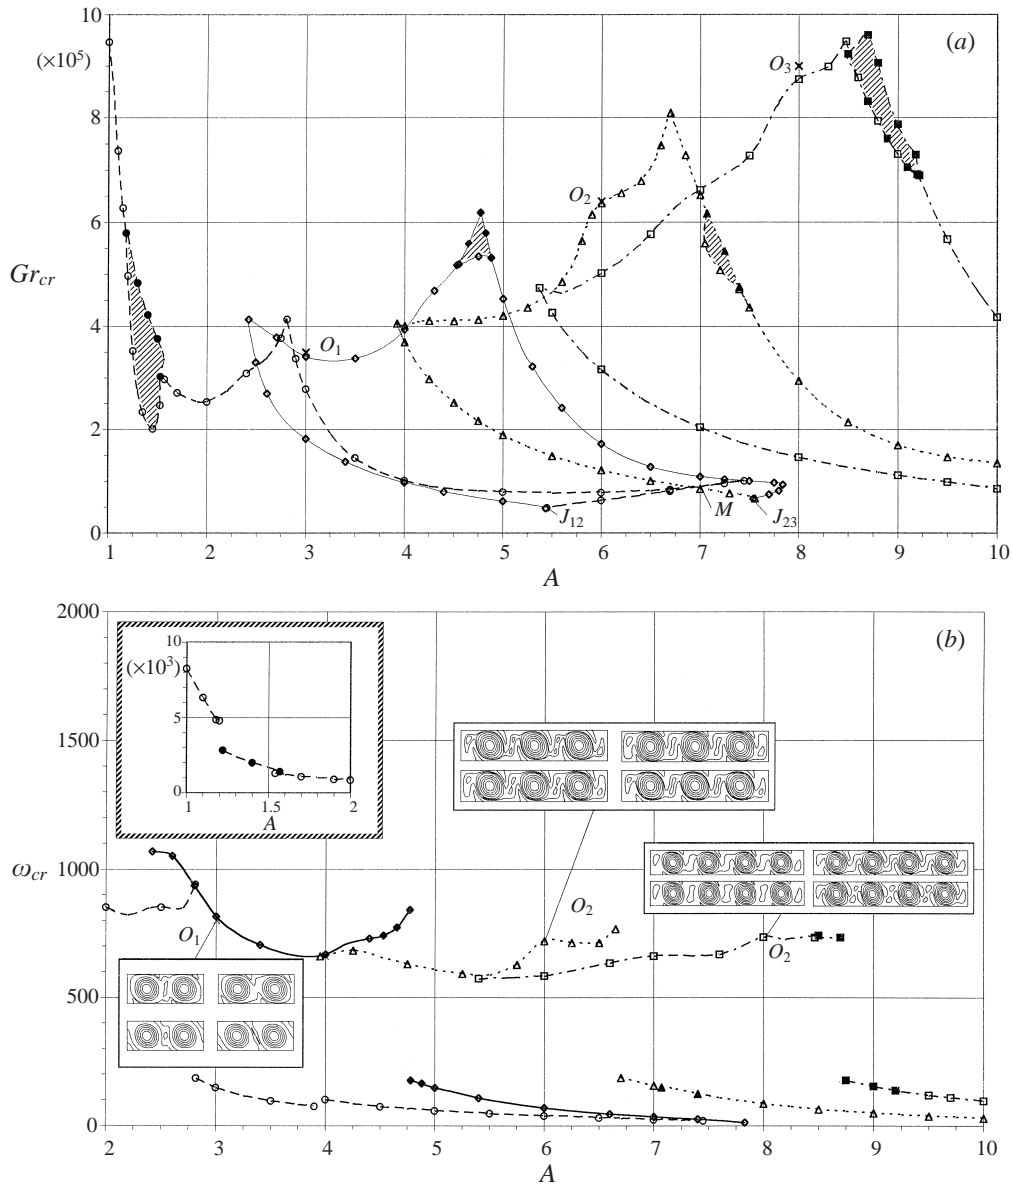 10
(a)
(×10⁵)
O₃
8
O₂
6
Gr_cr
4
O₁
2
M
J₁₂
J₂₃
0
1 2 3 4 5 6 7 8 9 10
A
2000
(b)
10
(×10³)
5
0
1 1.5 2
A
1500
1000
ω_cr
O₁
O₂
O₂
500
0
2 3 4 5 6 7 8 9 10
A